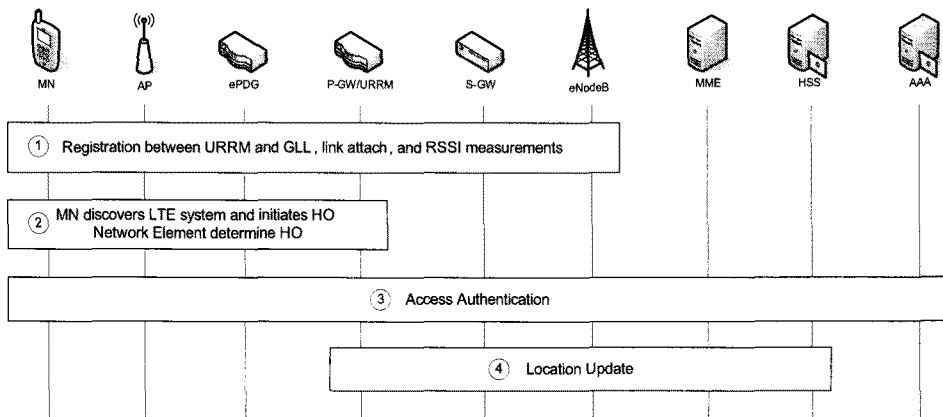 MN
AP
ePDG
P-GW/URRM
S-GW
eNodeB
MME
HSS
AAA
1 Registration between URRM and GLL , link attach , and RSSI measurements
2 MN discovers LTE system and initiates HO
Network Element determine HO
3 Access Authentication
4 Location Update